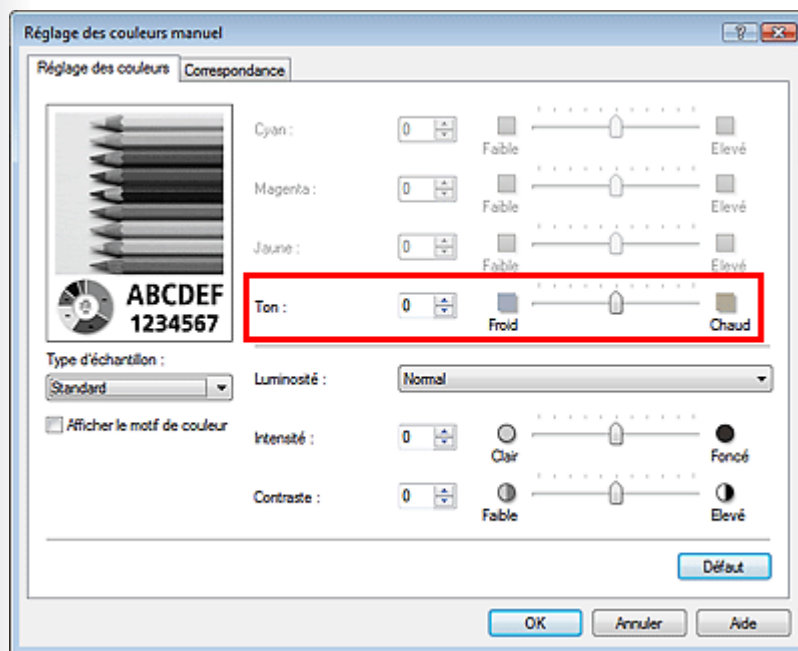 Réglage des couleurs manuel
Réglage des couleurs Correspondance
Cyan : 0 Faible Elevé
Magenta : 0 Faible Elevé
Jaune : 0 Faible Elevé
ABCDEF
1234567
Ton : 0 Froid Chaud
Type d'échantillon :
Standard
Afficher le motif de couleur
Luminosité : Normal
Intensité : 0 Clair Foncé
Contraste : 0 Faible Elevé
Défaut
OK Annuler Aide